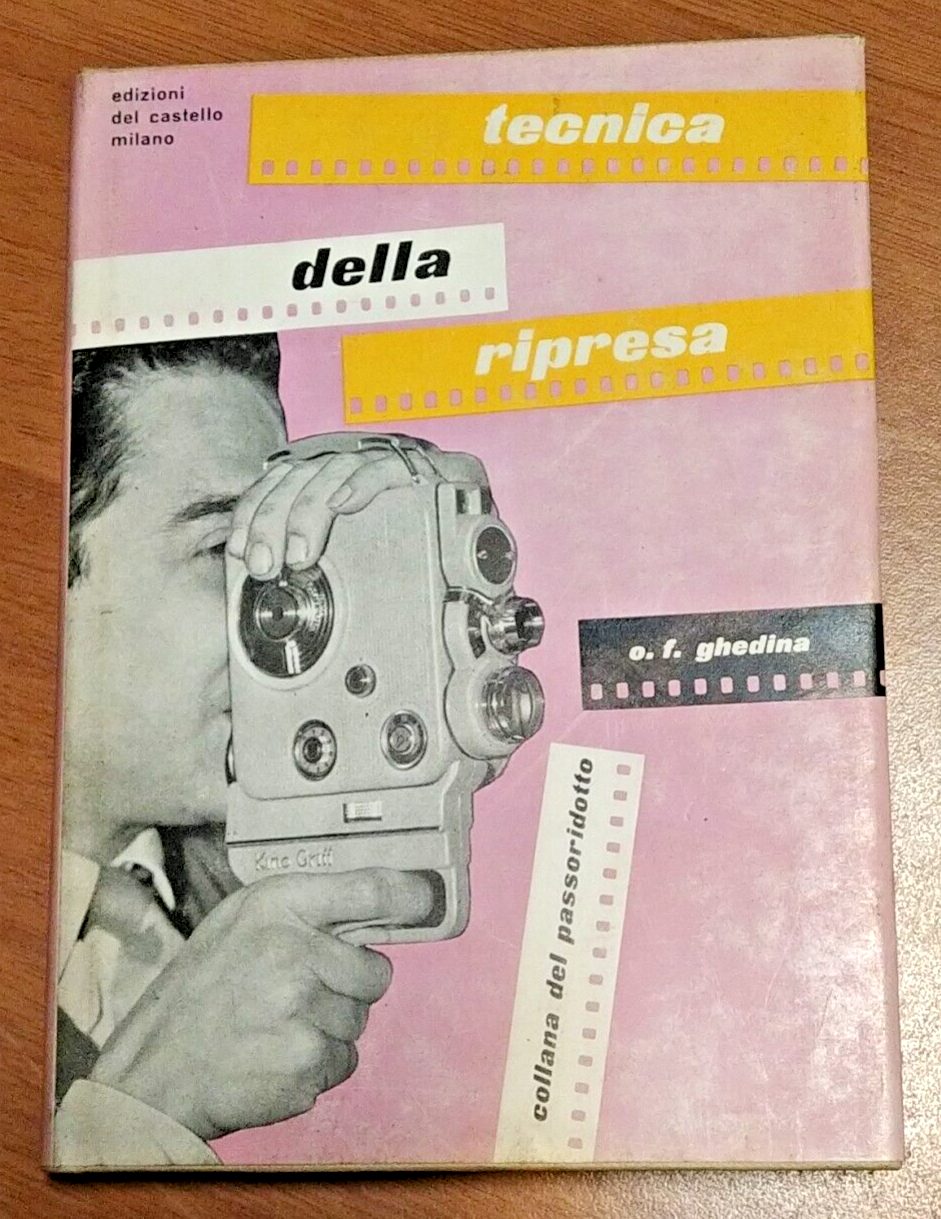 edizioni
del castello
milano
tecnica
della
ripresa
o. f. ghedina
collana del passoridotto
Kine Griff